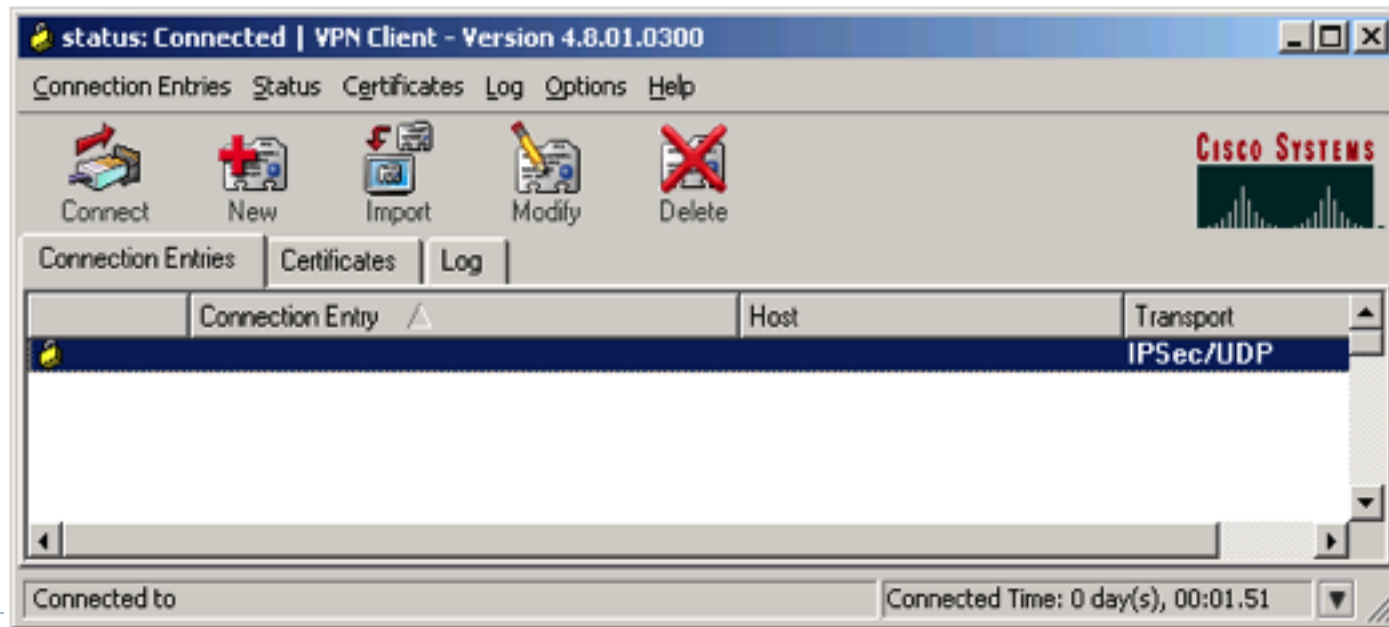 status: Connected | VPN Client - Version 4.8.01.0300
Connection Entries Status Certificates Log Options Help
CISCO SYSTEMS
Connect New Import Modify Delete
Connection Entries Certificates Log
Connection Entry Host Transport
IPSec/UDP
Connected to Connected Time: 0 day(s), 00:01.51